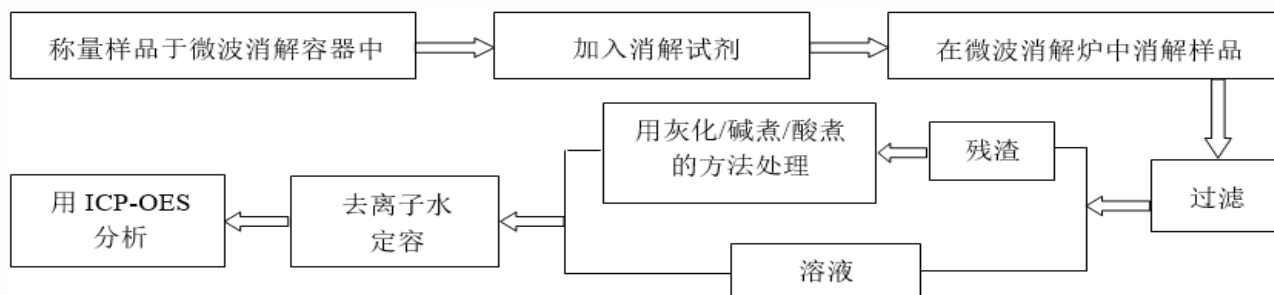 称量样品于微波消解容器中
加入消解试剂
在微波消解炉中消解样品
过滤
残渣
用灰化/碱煮/酸煮
的方法处理
溶液
去离子水
定容
用 ICP-OES
分析